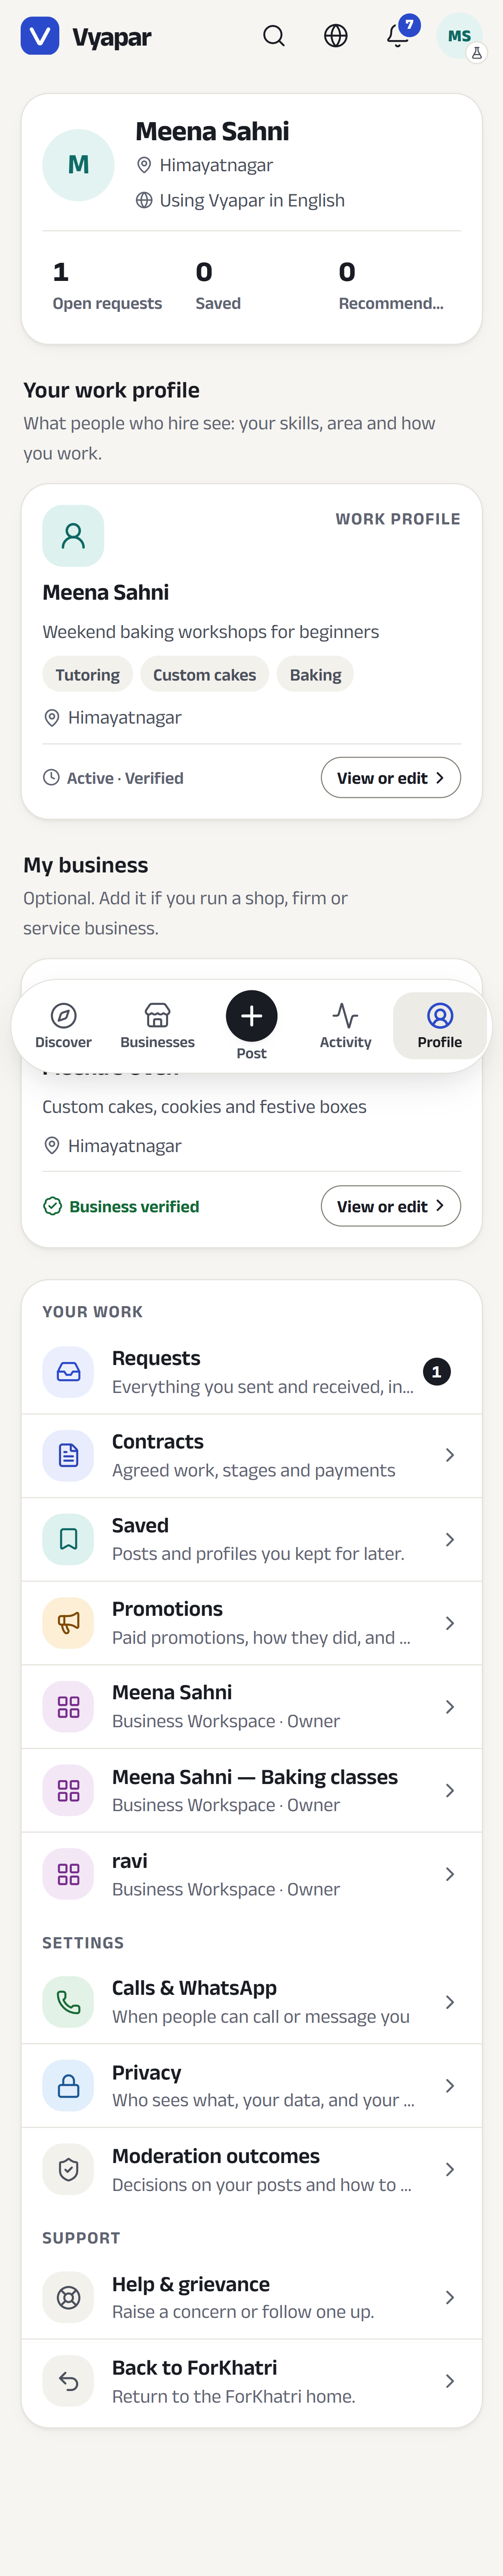 Vyapar
7
MS
M
Meena Sahni
Himayatnagar
Using Vyapar in English
1
Open requests
0
Saved
0
Recommend...
Your work profile
What people who hire see: your skills, area and how
you work.
WORK PROFILE
Meena Sahni
Weekend baking workshops for beginners
Tutoring
Custom cakes
Baking
Himayatnagar
Active · Verified
View or edit
My business
Optional. Add it if you run a shop, firm or
service business.
Discover
Businesses
Post
Activity
Profile
Custom cakes, cookies and festive boxes
Himayatnagar
Business verified
View or edit
YOUR WORK
Requests
Everything you sent and received, in...
1
Contracts
Agreed work, stages and payments
Saved
Posts and profiles you kept for later.
Promotions
Paid promotions, how they did, and ...
Meena Sahni
Business Workspace · Owner
Meena Sahni — Baking classes
Business Workspace · Owner
ravi
Business Workspace · Owner
SETTINGS
Calls & WhatsApp
When people can call or message you
Privacy
Who sees what, your data, and your ...
Moderation outcomes
Decisions on your posts and how to ...
SUPPORT
Help & grievance
Raise a concern or follow one up.
Back to ForKhatri
Return to the ForKhatri home.